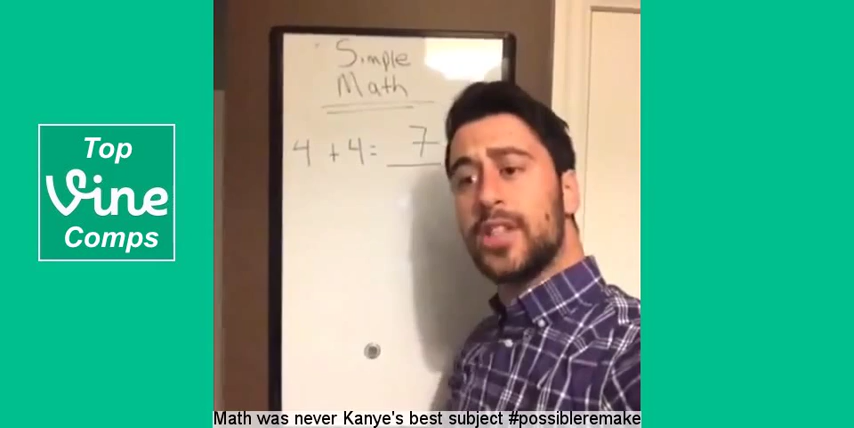 Top
Vine
Comps
Simple
Math
4 + 4 = 7
Math was never Kanye's best subject #possibleremake